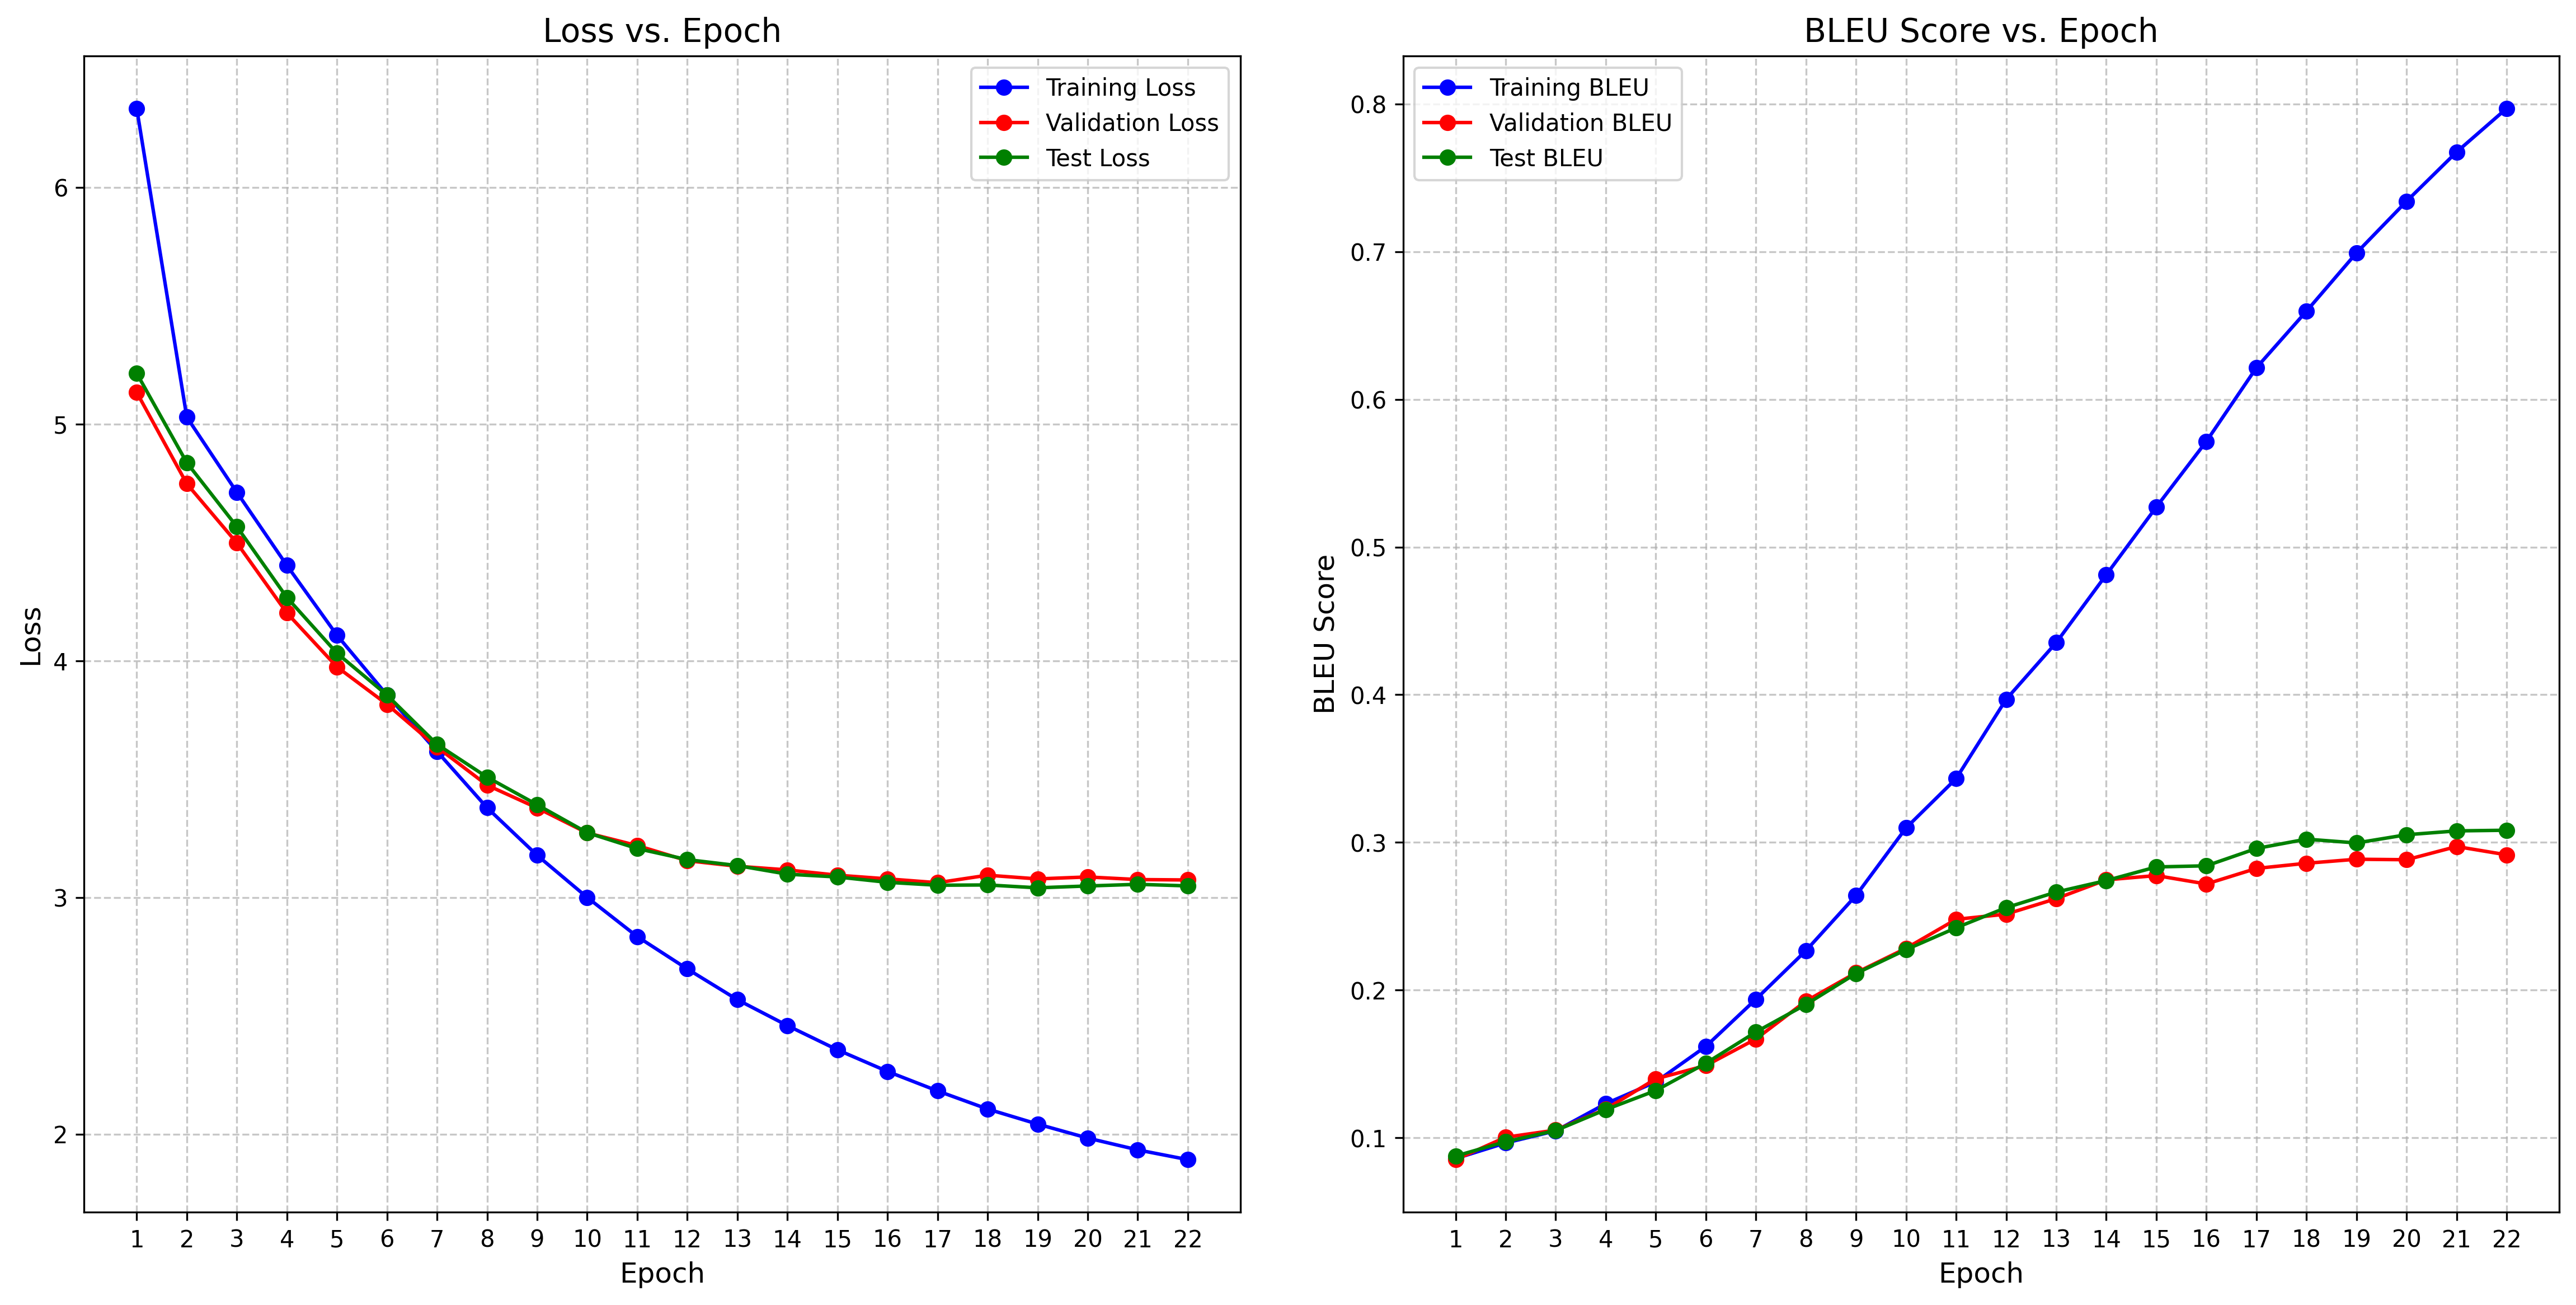 Loss vs. Epoch
Training Loss
Validation Loss
Test Loss
6
5
4
3
2
Loss
1 2 3 4 5 6 7 8 9 10 11 12 13 14 15 16 17 18 19 20 21 22
Epoch
BLEU Score vs. Epoch
Training BLEU
Validation BLEU
Test BLEU
0.8
0.7
0.6
0.5
0.4
0.3
0.2
0.1
BLEU Score
1 2 3 4 5 6 7 8 9 10 11 12 13 14 15 16 17 18 19 20 21 22
Epoch